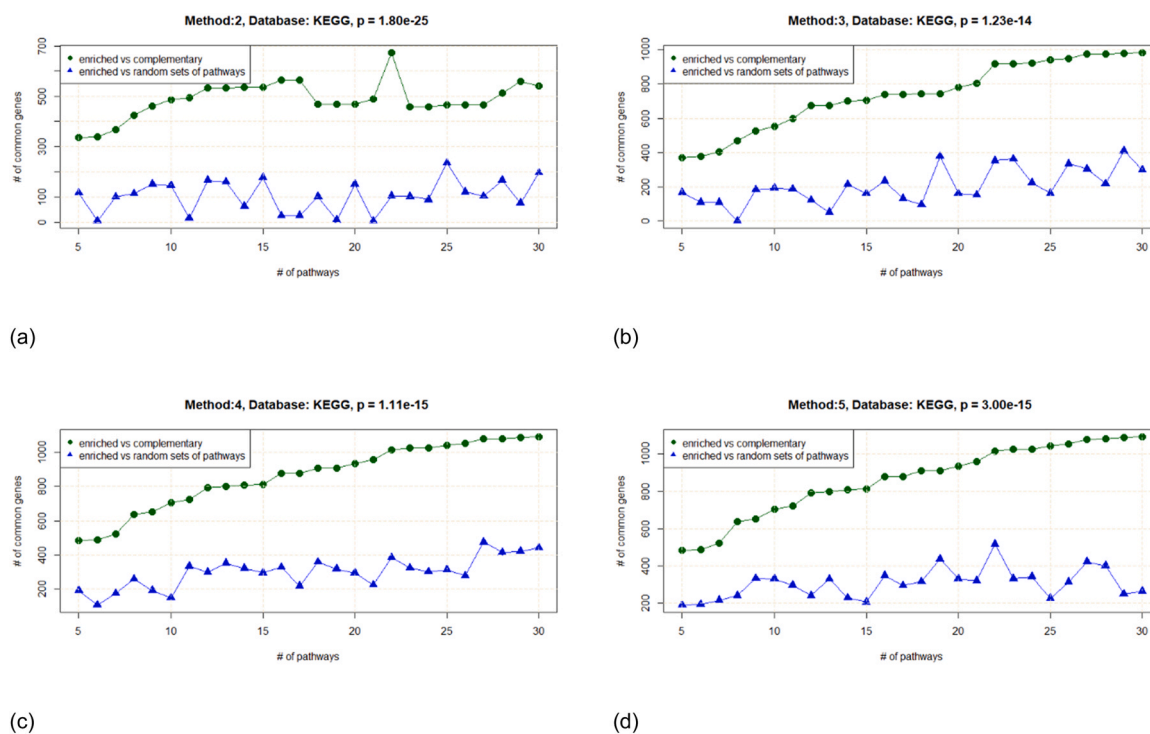 Method:2, Database: KEGG, p = 1.80e-25
enriched vs complementary
enriched vs random sets of pathways
# of common genes
700
500
300
100
0
5 10 15 20 25 30
# of pathways
(a)
Method:3, Database: KEGG, p = 1.23e-14
enriched vs complementary
enriched vs random sets of pathways
# of common genes
1000
800
600
400
200
0
5 10 15 20 25 30
# of pathways
(b)
Method:4, Database: KEGG, p = 1.11e-15
enriched vs complementary
enriched vs random sets of pathways
# of common genes
1000
800
600
400
200
5 10 15 20 25 30
# of pathways
(c)
Method:5, Database: KEGG, p = 3.00e-15
enriched vs complementary
enriched vs random sets of pathways
# of common genes
1000
800
600
400
200
5 10 15 20 25 30
# of pathways
(d)